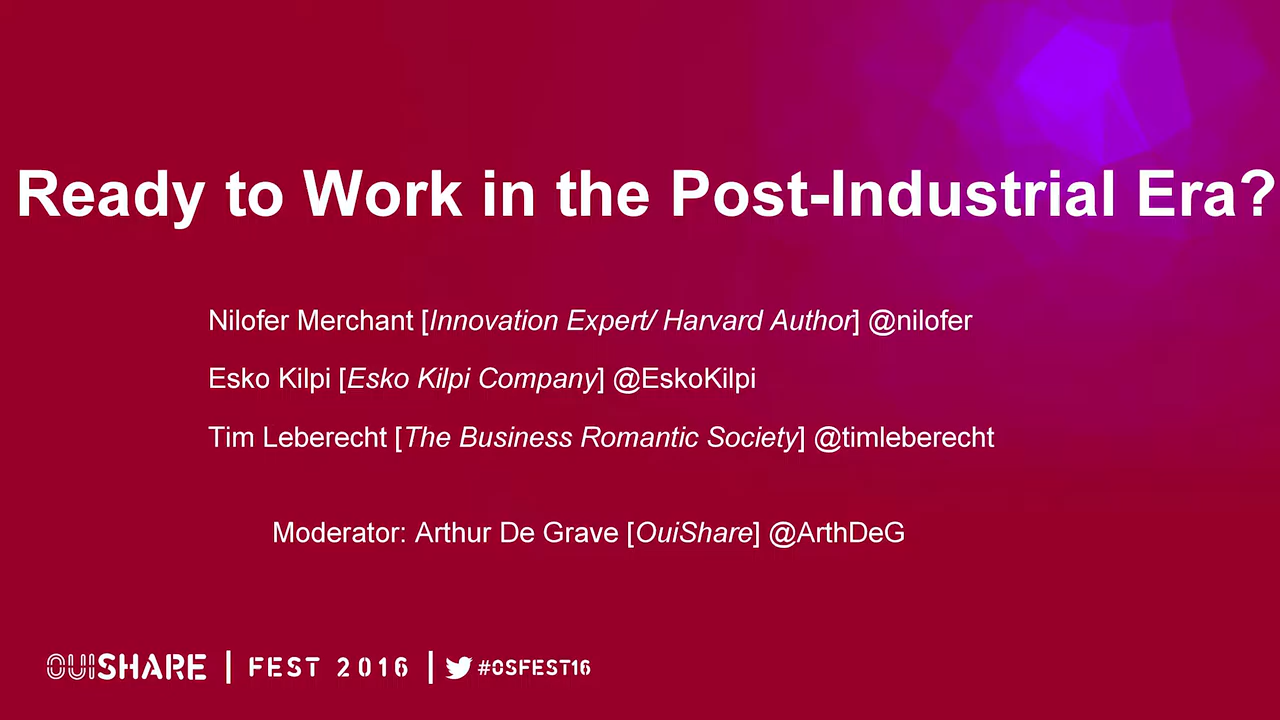 Ready to Work in the Post-Industrial Era?
Nilofer Merchant [Innovation Expert/ Harvard Author] @nilofer
Esko Kilpi [Esko Kilpi Company] @EskoKilpi
Tim Leberecht [The Business Romantic Society] @timleberecht
Moderator: Arthur De Grave [OuiShare] @ArthDeG
OUISHARE | FEST 2016 | #OSFEST16